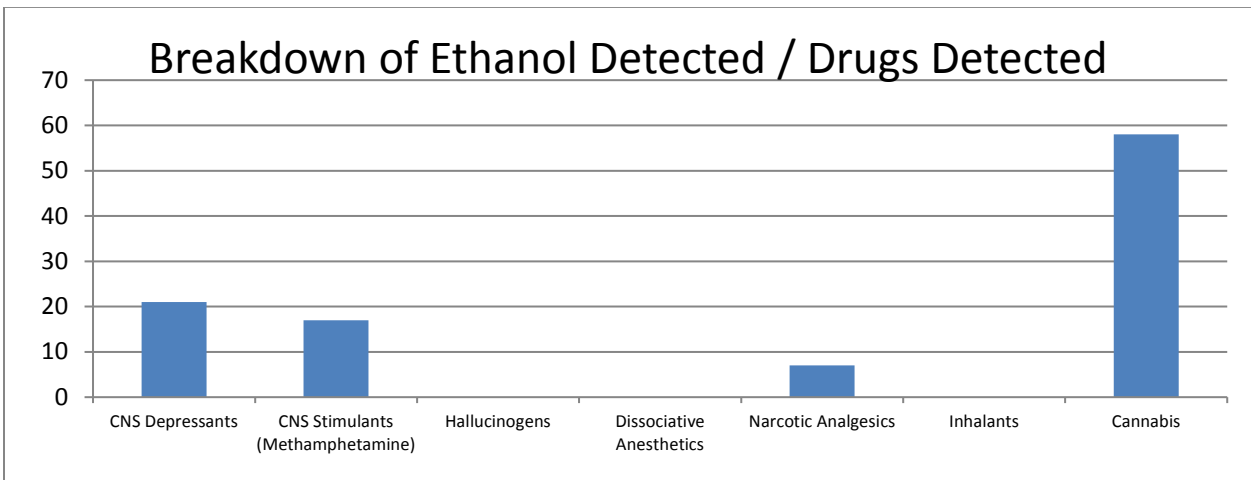 Breakdown of Ethanol Detected / Drugs Detected
70
60
50
40
30
20
10
0
CNS Depressants
CNS Stimulants
(Methamphetamine)
Hallucinogens
Dissociative
Anesthetics
Narcotic Analgesics
Inhalants
Cannabis